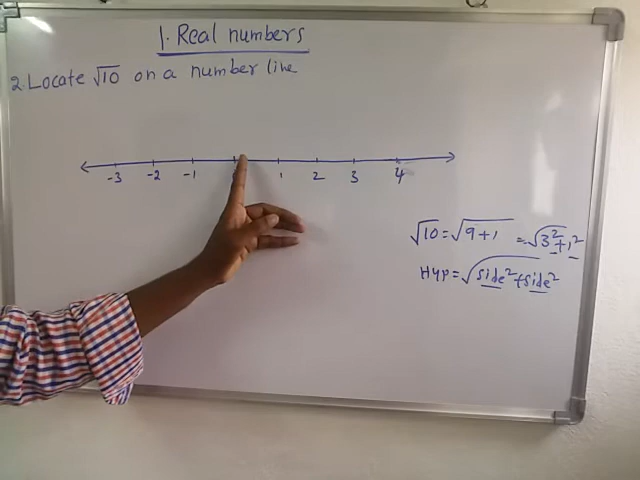 1. Real numbers
2. Locate √10 on a number line
-3 -2 -1 1 2 3 4
√10 = √9+1 = √3²+1²
Hyp = √side²+side²